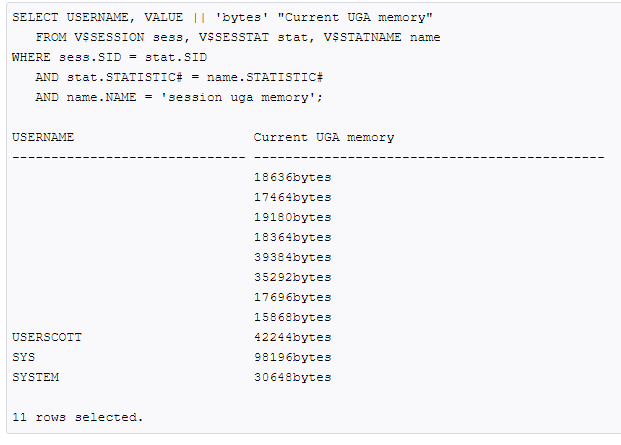 SELECT USERNAME, VALUE || 'bytes' "Current UGA memory"
   FROM V$SESSION sess, V$SESSTAT stat, V$STATNAME name
WHERE sess.SID = stat.SID
   AND stat.STATISTIC# = name.STATISTIC#
   AND name.NAME = 'session uga memory';

USERNAME                       Current UGA memory
------------------------------ ---------------------------------------------
                               18636bytes
                               17464bytes
                               19180bytes
                               18364bytes
                               39384bytes
                               35292bytes
                               17696bytes
                               15868bytes
USERSCOTT                      42244bytes
SYS                            98196bytes
SYSTEM                         30648bytes

11 rows selected.